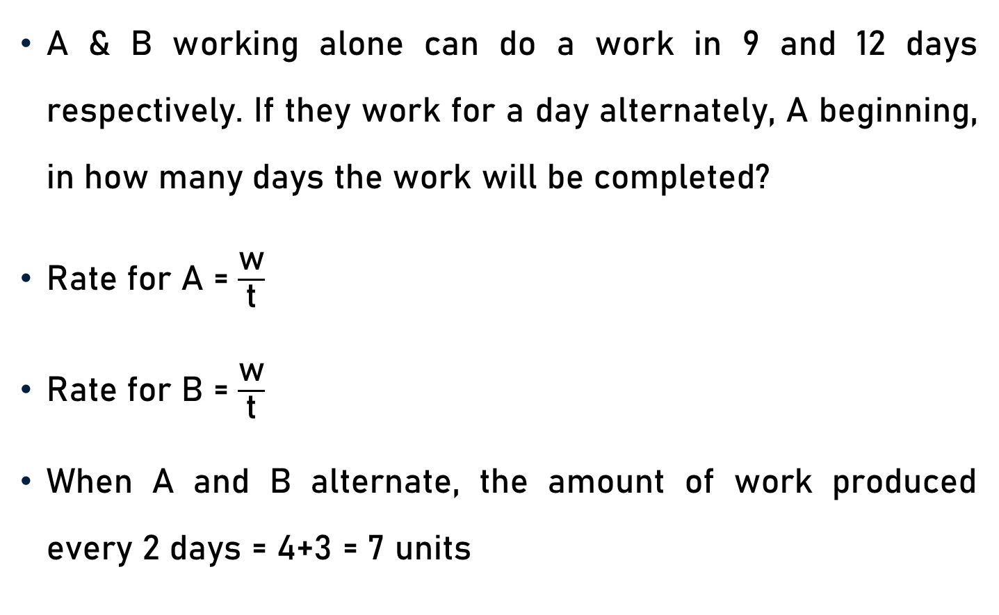 • A & B working alone can do a work in 9 and 12 days
respectively. If they work for a day alternately, A beginning,
in how many days the work will be completed?
• Rate for A = w/t
• Rate for B = w/t
• When A and B alternate, the amount of work produced
every 2 days = 4+3 = 7 units